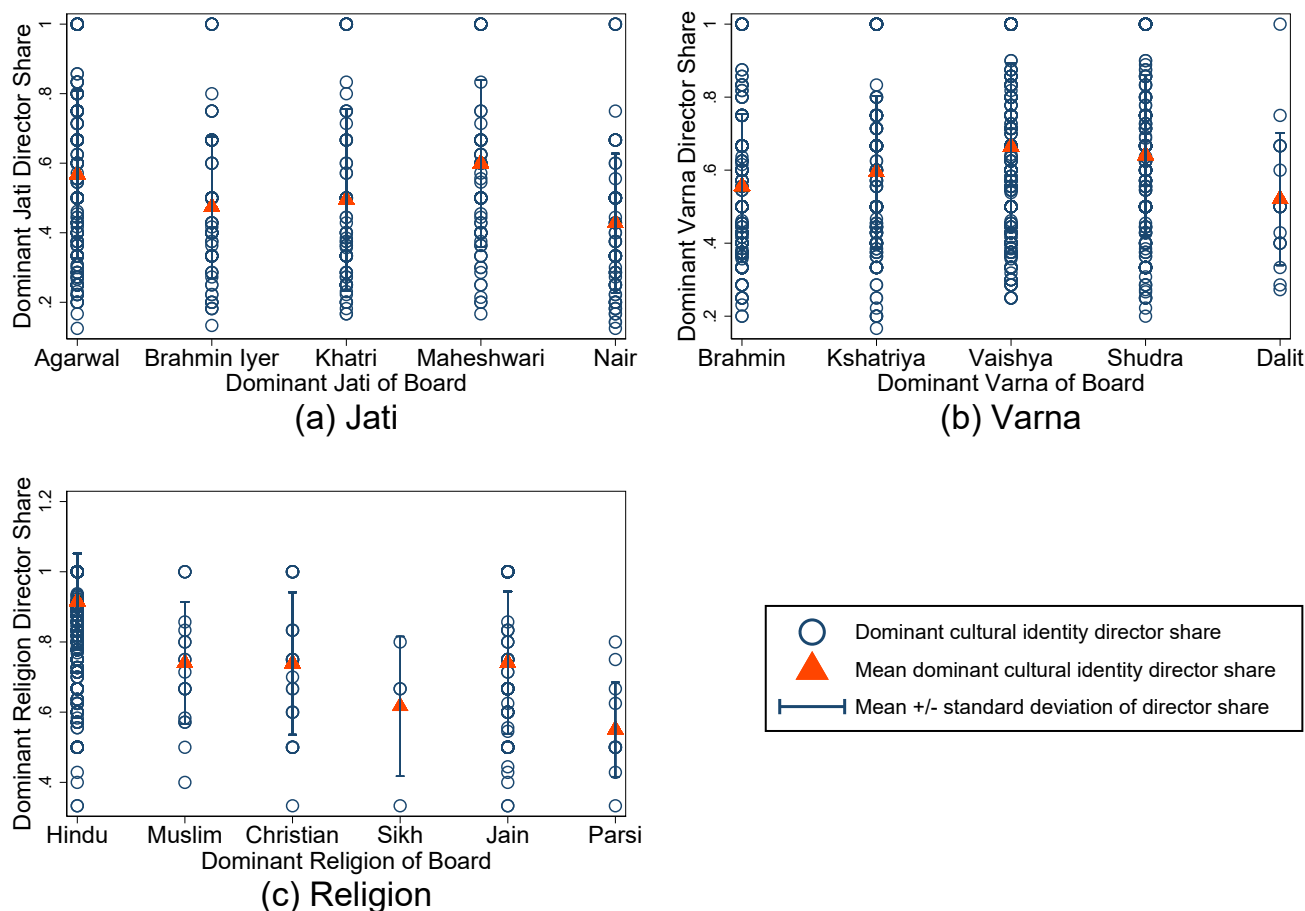 Dominant Jati Director Share
1
.8
.6
.4
.2
Agarwal Brahmin Iyer Khatri Maheshwari Nair
Dominant Jati of Board
(a) Jati
Dominant Varna Director Share
1
.8
.6
.4
.2
Brahmin Kshatriya Vaishya Shudra Dalit
Dominant Varna of Board
(b) Varna
Dominant Religion Director Share
1.2
1
.8
.6
.4
Hindu Muslim Christian Sikh Jain Parsi
Dominant Religion of Board
(c) Religion
Dominant cultural identity director share
Mean dominant cultural identity director share
Mean +/- standard deviation of director share